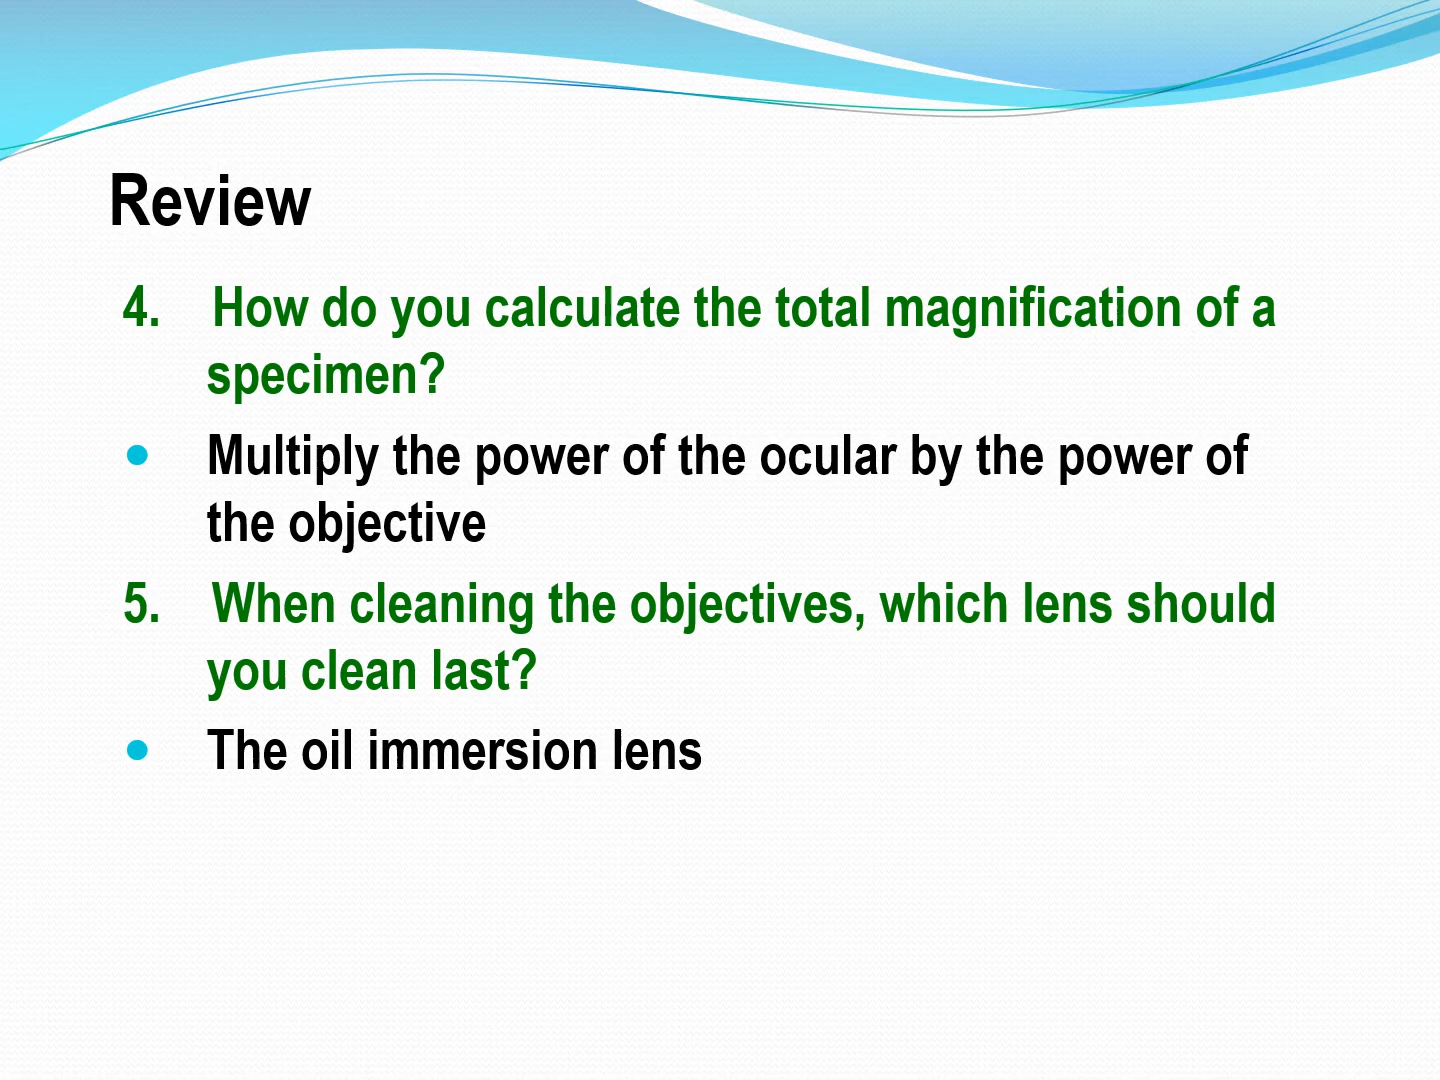 Review
4. How do you calculate the total magnification of a
specimen?
• Multiply the power of the ocular by the power of
the objective
5. When cleaning the objectives, which lens should
you clean last?
• The oil immersion lens